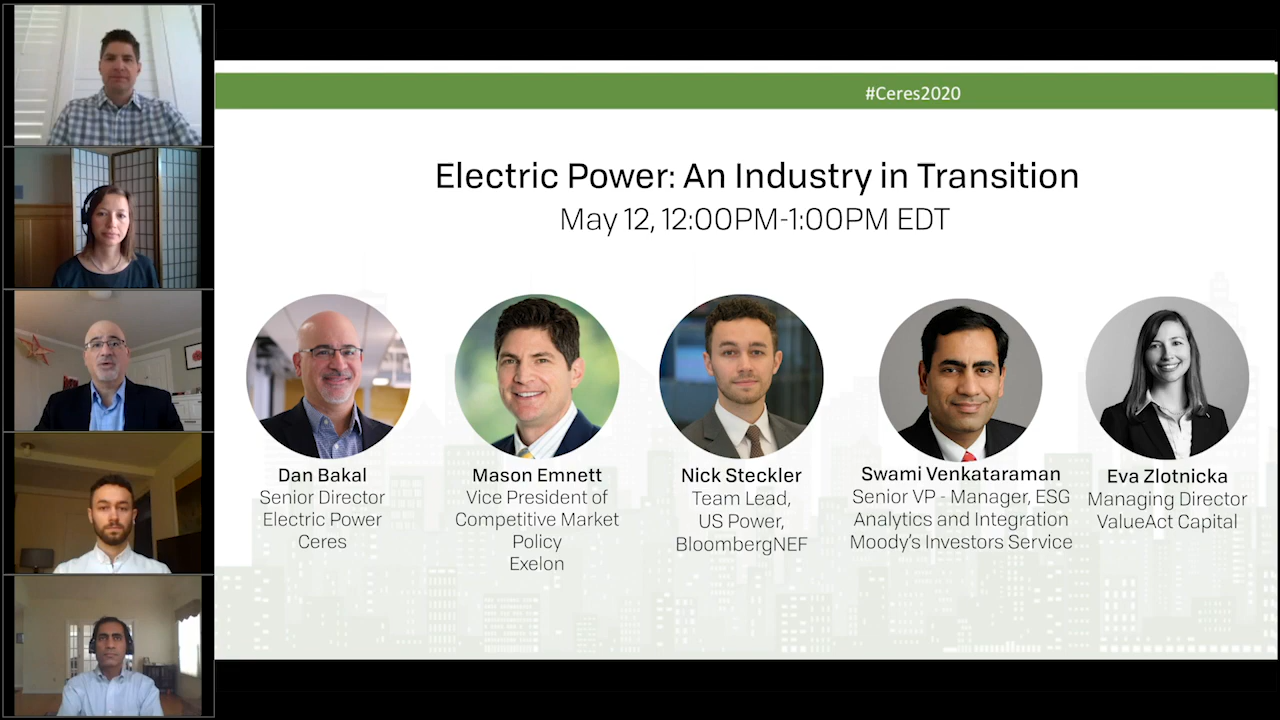 #Ceres2020
Electric Power: An Industry in Transition
May 12, 12:00PM-1:00PM EDT
Dan Bakal
Senior Director
Electric Power
Ceres
Mason Emnett
Vice President of
Competitive Market
Policy
Exelon
Nick Steckler
Team Lead,
US Power,
BloombergNEF
Swami Venkataraman
Senior VP - Manager, ESG
Analytics and Integration
Moody's Investors Service
Eva Zlotnicka
Managing Director
ValueAct Capital